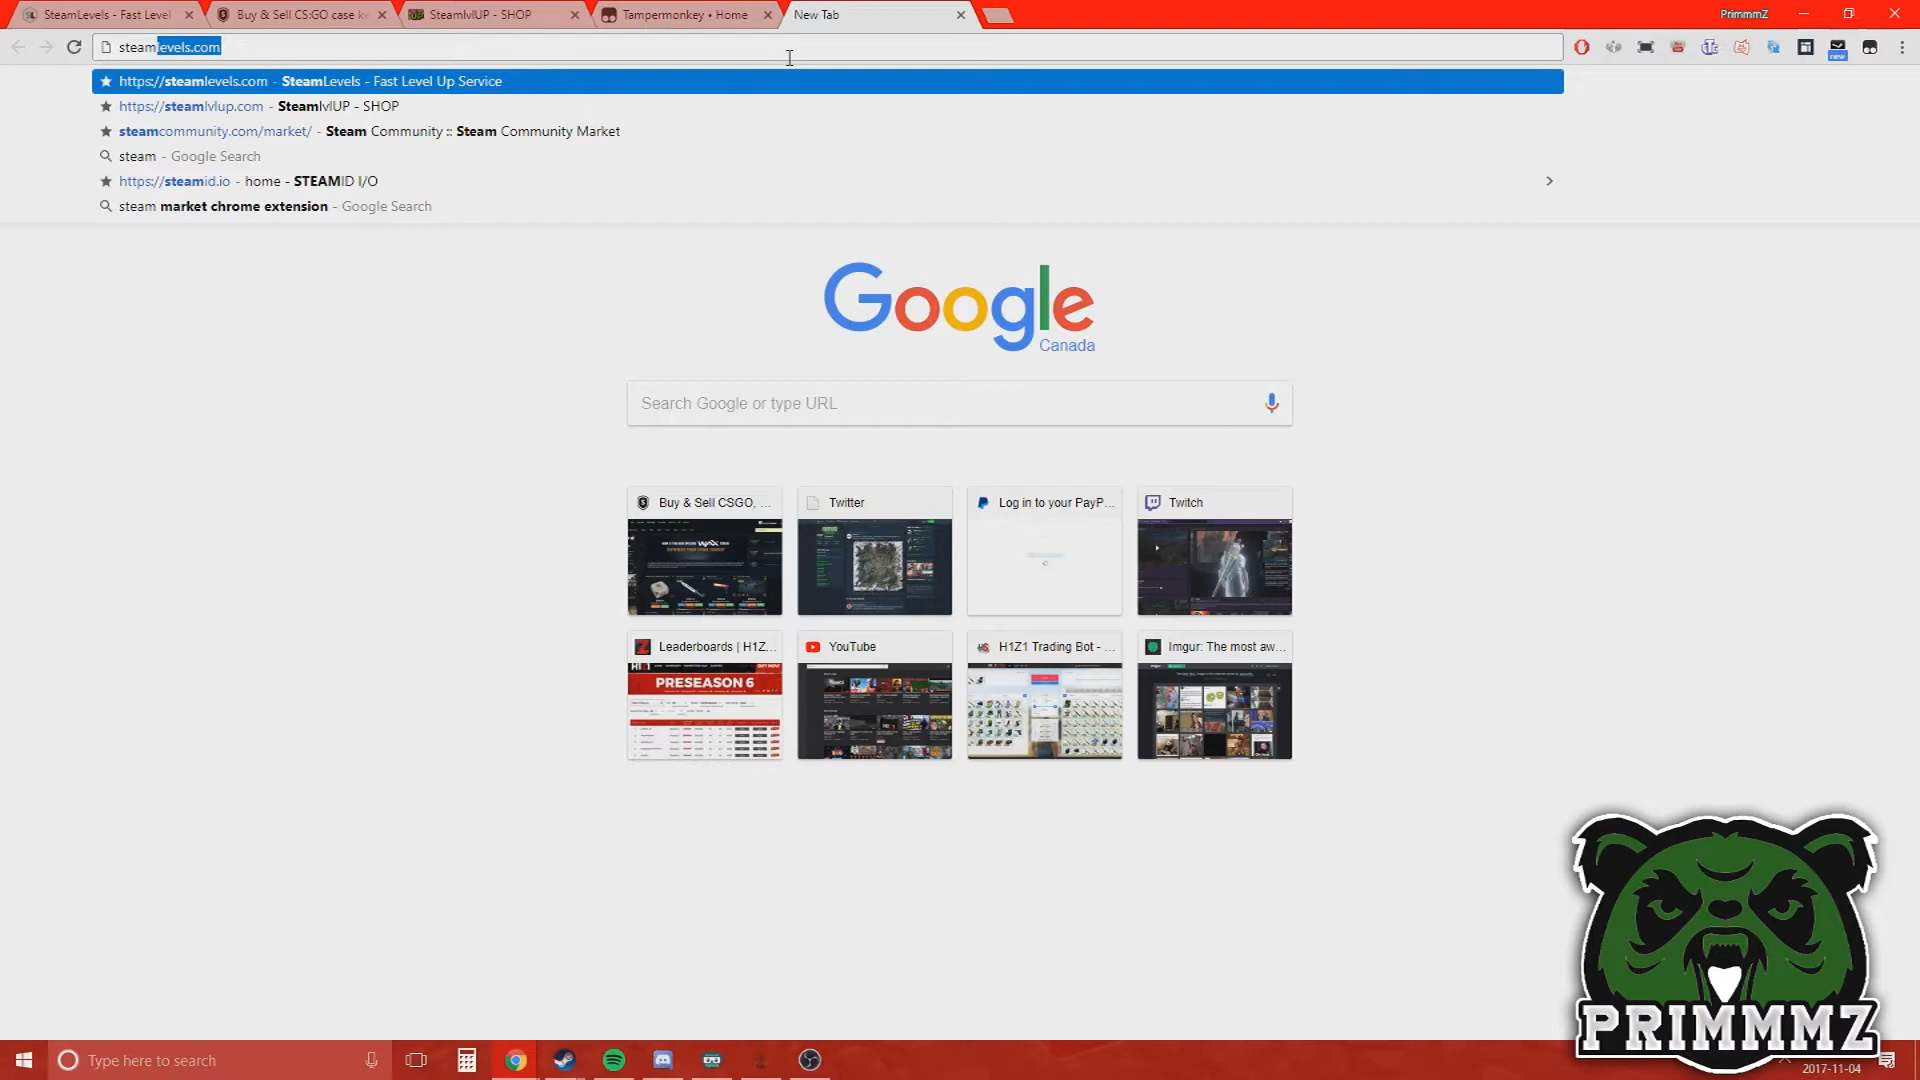 SteamLevels - Fast Level
Buy & Sell CS:GO case k
SteamlvlUP - SHOP
Tampermonkey • Home
New Tab
PrimmmZ
steamlevels.com
new
https://steamlevels.com - SteamLevels - Fast Level Up Service
https://steamlvlup.com - SteamlvlUP - SHOP
steamcommunity.com/market/ - Steam Community :: Steam Community Market
steam - Google Search
https://steamid.io - home - STEAMID I/O
steam market chrome extension - Google Search
Google
Canada
Search Google or type URL
Buy & Sell CSGO, ...
Twitter
Log in to your PayP...
Twitch
Leaderboards | H1Z...
YouTube
H1Z1 Trading Bot - ...
Imgur: The most aw...
PRESEASON 6
PRIMMMZ
Type here to search
2017-11-04